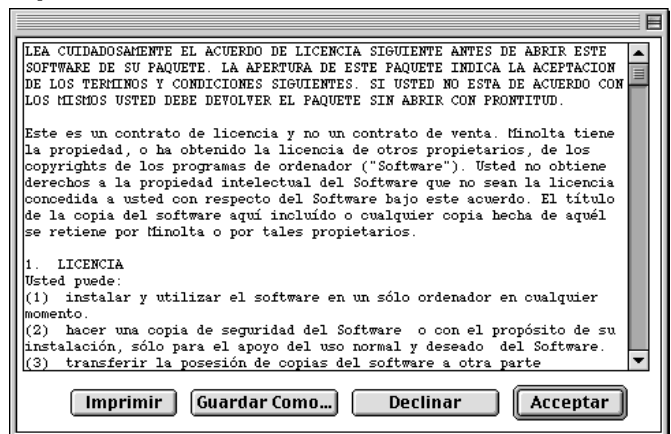 LEA CUIDADOSAMENTE EL ACUERDO DE LICENCIA SIGUIENTE ANTES DE ABRIR ESTE
SOFTWARE DE SU PAQUETE. LA APERTURA DE ESTE PAQUETE INDICA LA ACEPTACION
DE LOS TERMINOS Y CONDICIONES SIGUIENTES. SI USTED NO ESTA DE ACUERDO CON
LOS MISMOS USTED DEBE DEVOLVER EL PAQUETE SIN ABRIR CON PRONTITUD.
Este es un contrato de licencia y no un contrato de venta. Minolta tiene
la propiedad, o ha obtenido la licencia de otros propietarios, de los
copyrights de los programas de ordenador ("Software"). Usted no obtiene
derechos a la propiedad intelectual del Software que no sean la licencia
concedida a usted con respecto del Software bajo este acuerdo. El título
de la copia del software aquí incluído o cualquier copia hecha de aquél
se retiene por Minolta o por tales propietarios.
1. LICENCIA
Usted puede:
(1) instalar y utilizar el software en un sólo ordenador en cualquier
momento.
(2) hacer una copia de seguridad del Software o con el propósito de su
instalación, sólo para el apoyo del uso normal y deseado del Software.
(3) transferir la posesión de copias del software a otra parte
Imprimir Guardar Como... Declinar Acceptar